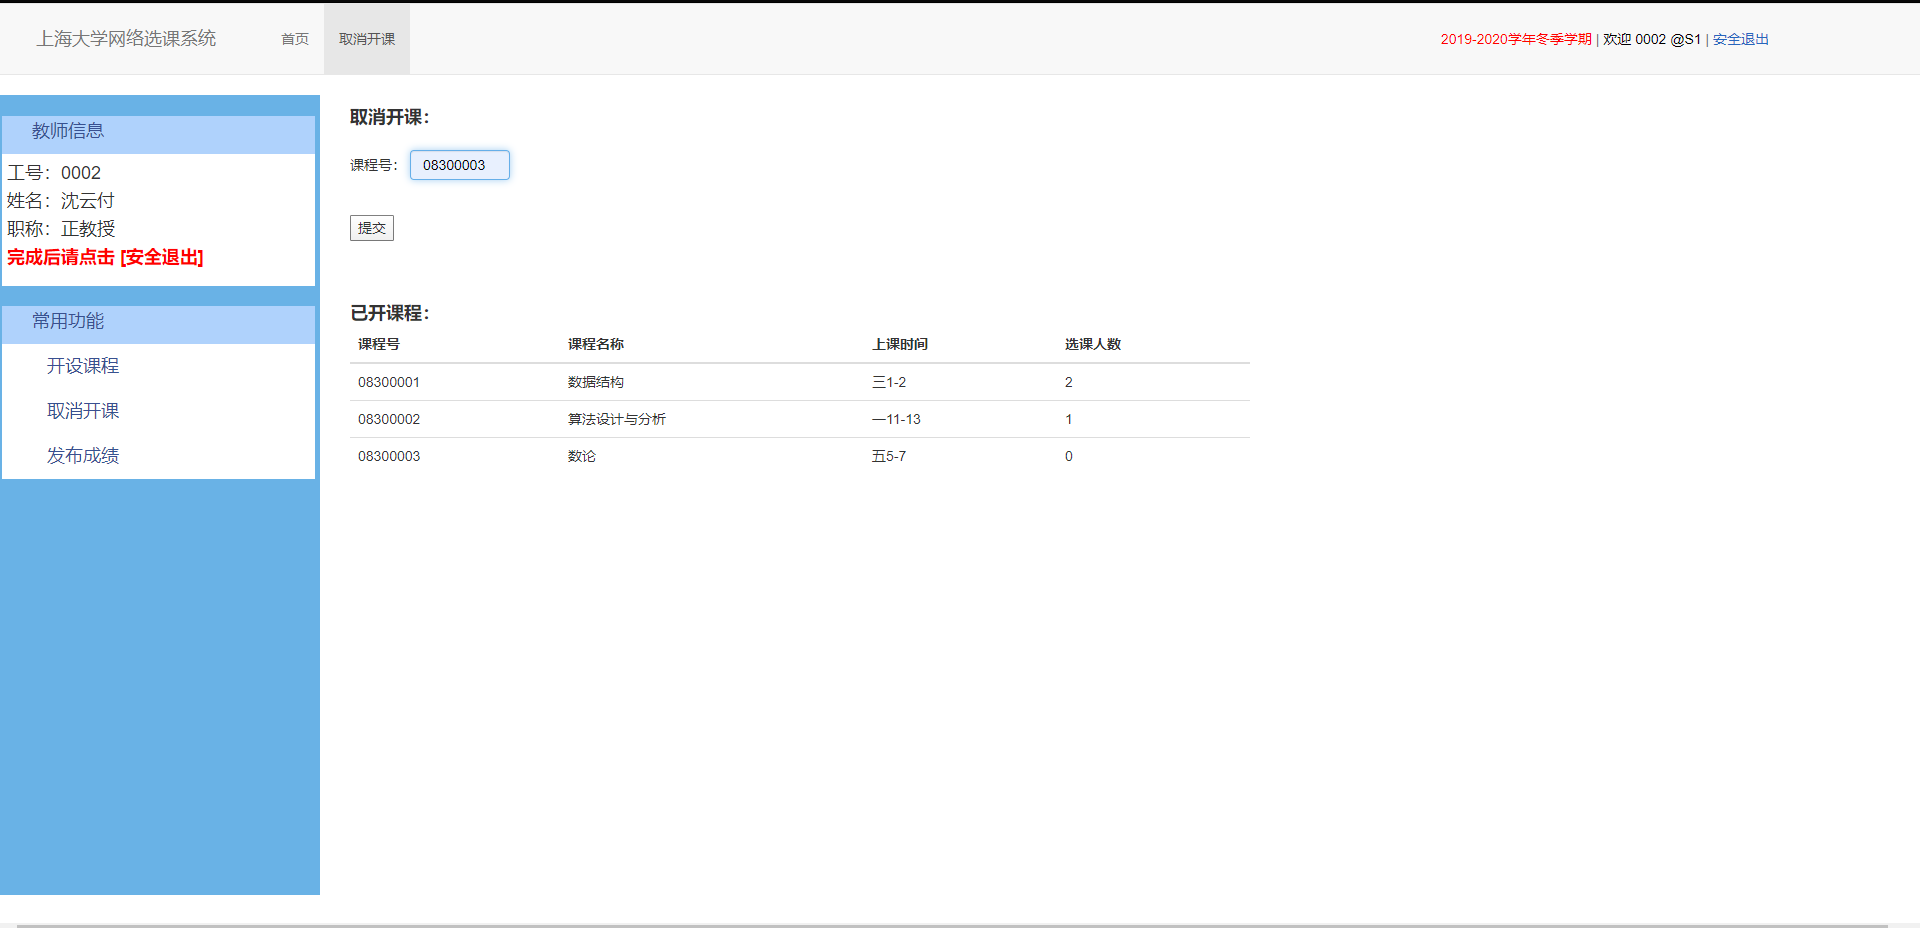 上海大学网络选课系统 首页 取消开课 2019-2020学年冬季学期 | 欢迎 0002 @S1 | 安全退出
教师信息
工号：0002
姓名：沈云付
职称：正教授
完成后请点击 [安全退出]
常用功能
开设课程
取消开课
发布成绩
取消开课：
课程号： 08300003
提交
已开课程：
课程号 课程名称 上课时间 选课人数
08300001 数据结构 三1-2 2
08300002 算法设计与分析 一11-13 1
08300003 数论 五5-7 0